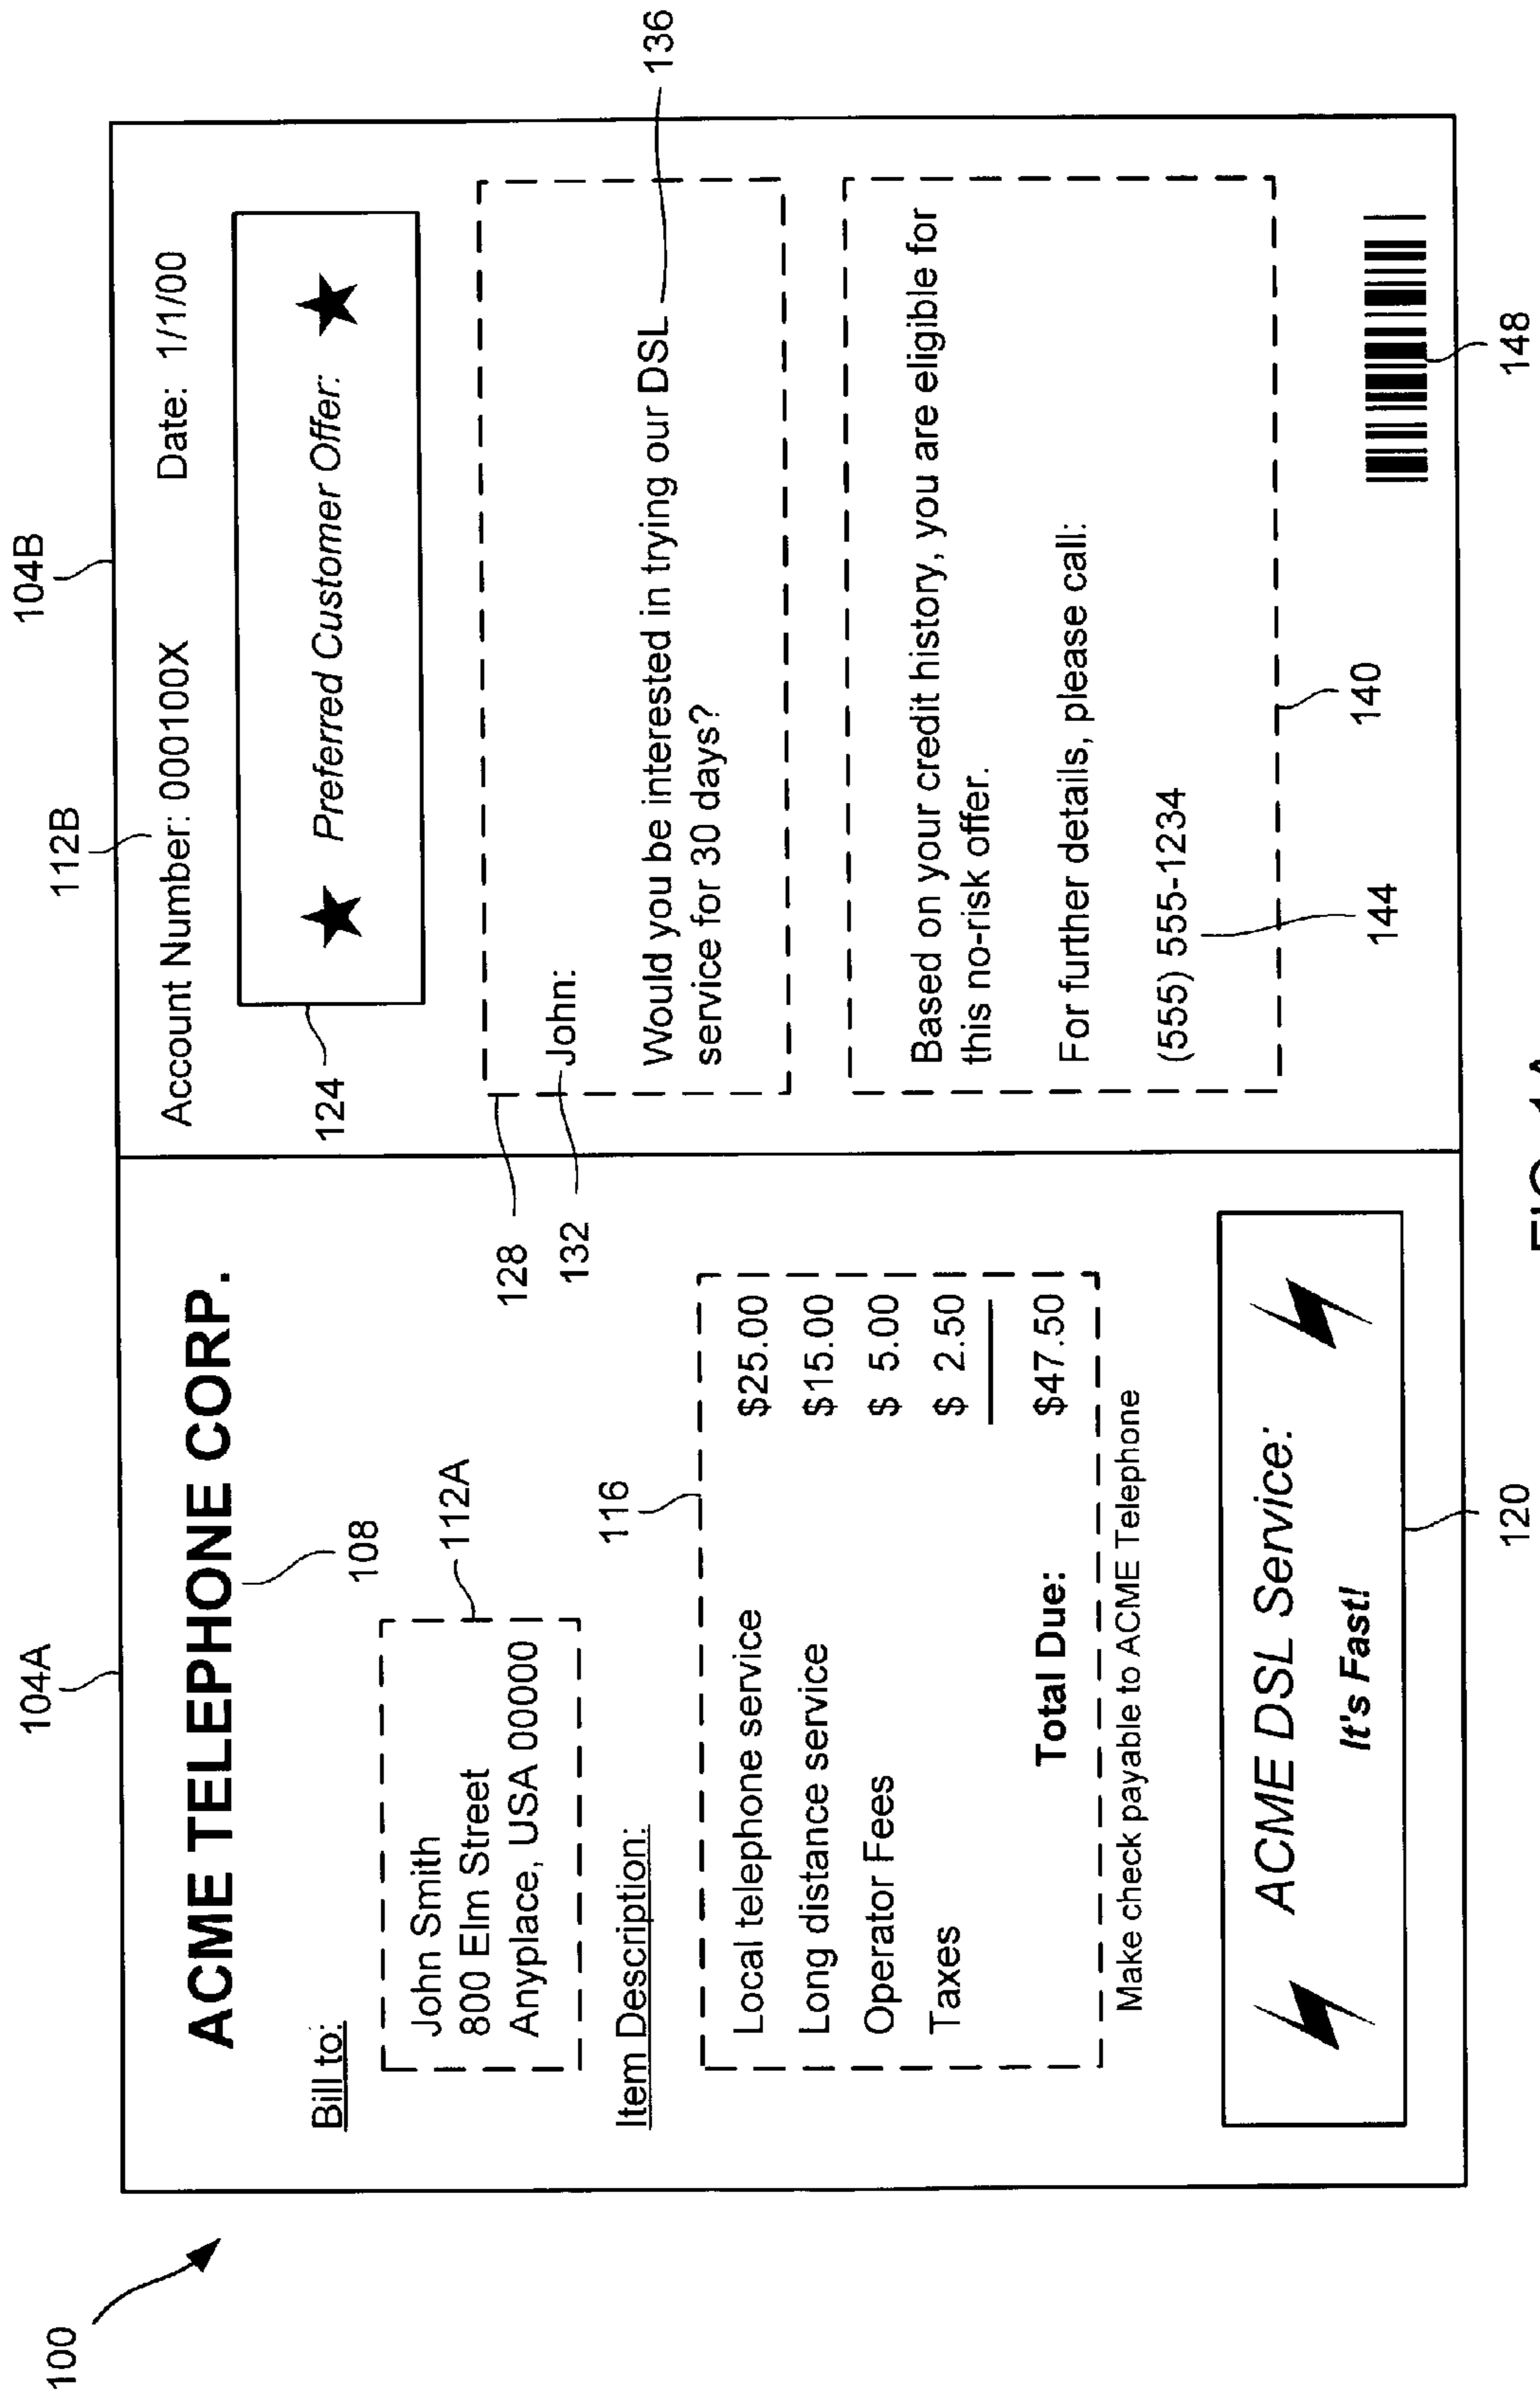 100
104A
104B
ACME TELEPHONE CORP.
108
Bill to:
John Smith
800 Elm Street
Anyplace, USA 00000
112A
Item Description:
116
Local telephone service $25.00
Long distance service $15.00
Operator Fees $ 5.00
Taxes $ 2.50
Total Due: $47.50
Make check payable to ACME Telephone
ACME DSL Service:
It's Fast!
120
112B
Account Number: 000100X Date: 1/1/00
Preferred Customer Offer:
124
128
132
John:
Would you be interested in trying our DSL
service for 30 days?
136
Based on your credit history, you are eligible for
this no-risk offer.
For further details, please call:
(555) 555-1234
140
144
148